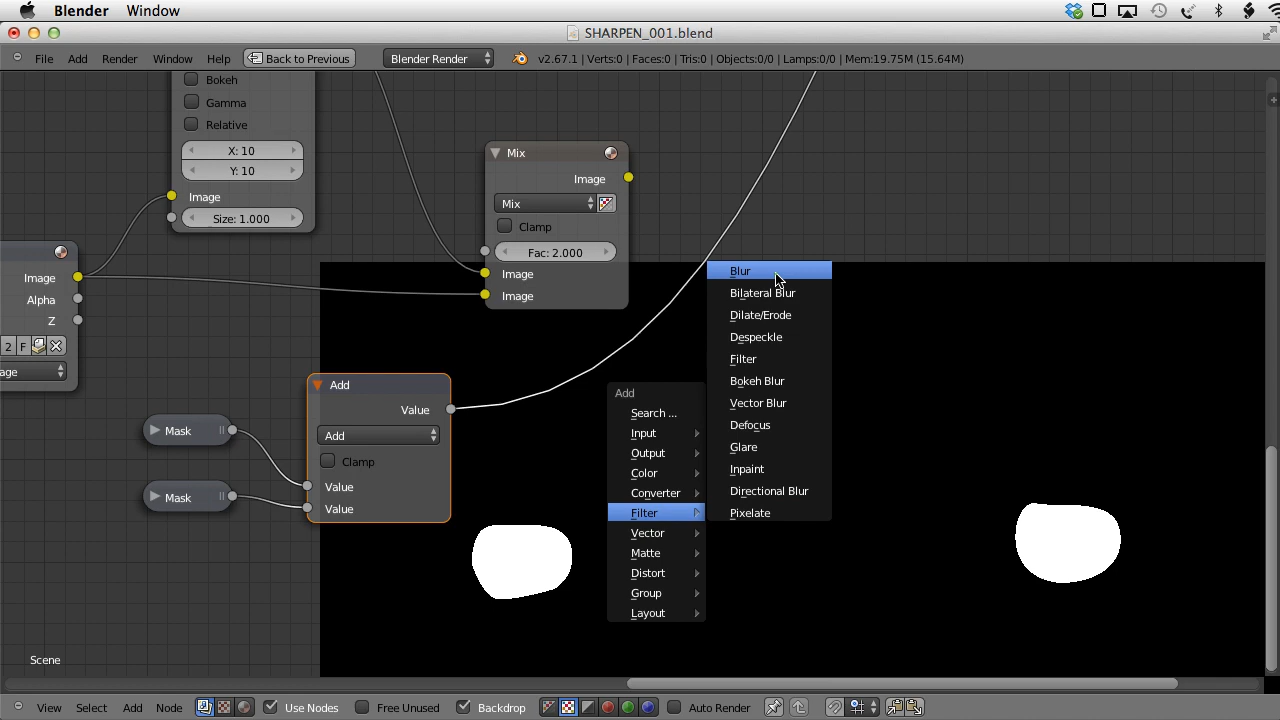 Blender Window
SHARPEN_001.blend
File Add Render Window Help Back to Previous Blender Render v2.67.1 | Verts:0 | Faces:0 | Tris:0 | Objects:0/0 | Lamps:0/0 | Mem:19.75M (15.64M)
Bokeh
Gamma
Relative
X: 10
Y: 10
Image
Size: 1.000
Mix
Image
Mix
Clamp
Fac: 2.000
Image
Image
Image
Alpha
Z
2 F
age
Add
Value
Add
Clamp
Value
Value
Mask
Mask
Add
Search ...
Input
Output
Color
Converter
Filter
Vector
Matte
Distort
Group
Layout
Blur
Bilateral Blur
Dilate/Erode
Despeckle
Filter
Bokeh Blur
Vector Blur
Defocus
Glare
Inpaint
Directional Blur
Pixelate
Scene
View Select Add Node Use Nodes Free Unused Backdrop Auto Render